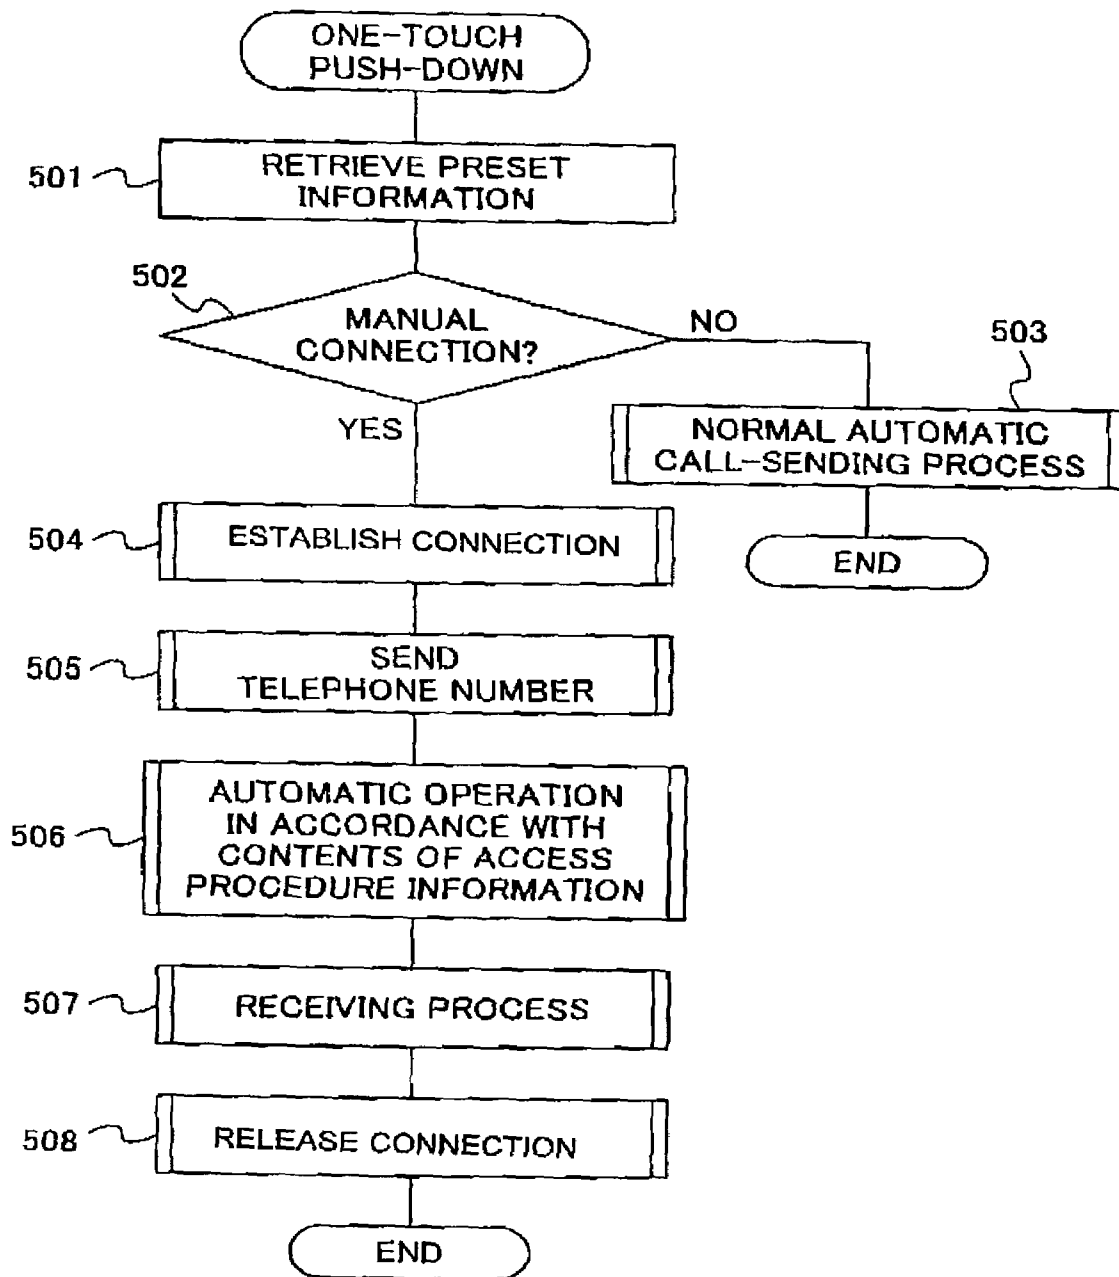 ONE-TOUCH
PUSH-DOWN
501
RETRIEVE PRESET
INFORMATION
502
MANUAL
CONNECTION?
NO
YES
503
NORMAL AUTOMATIC
CALL-SENDING PROCESS
END
504
ESTABLISH CONNECTION
505
SEND
TELEPHONE NUMBER
506
AUTOMATIC OPERATION
IN ACCORDANCE WITH
CONTENTS OF ACCESS
PROCEDURE INFORMATION
507
RECEIVING PROCESS
508
RELEASE CONNECTION
END